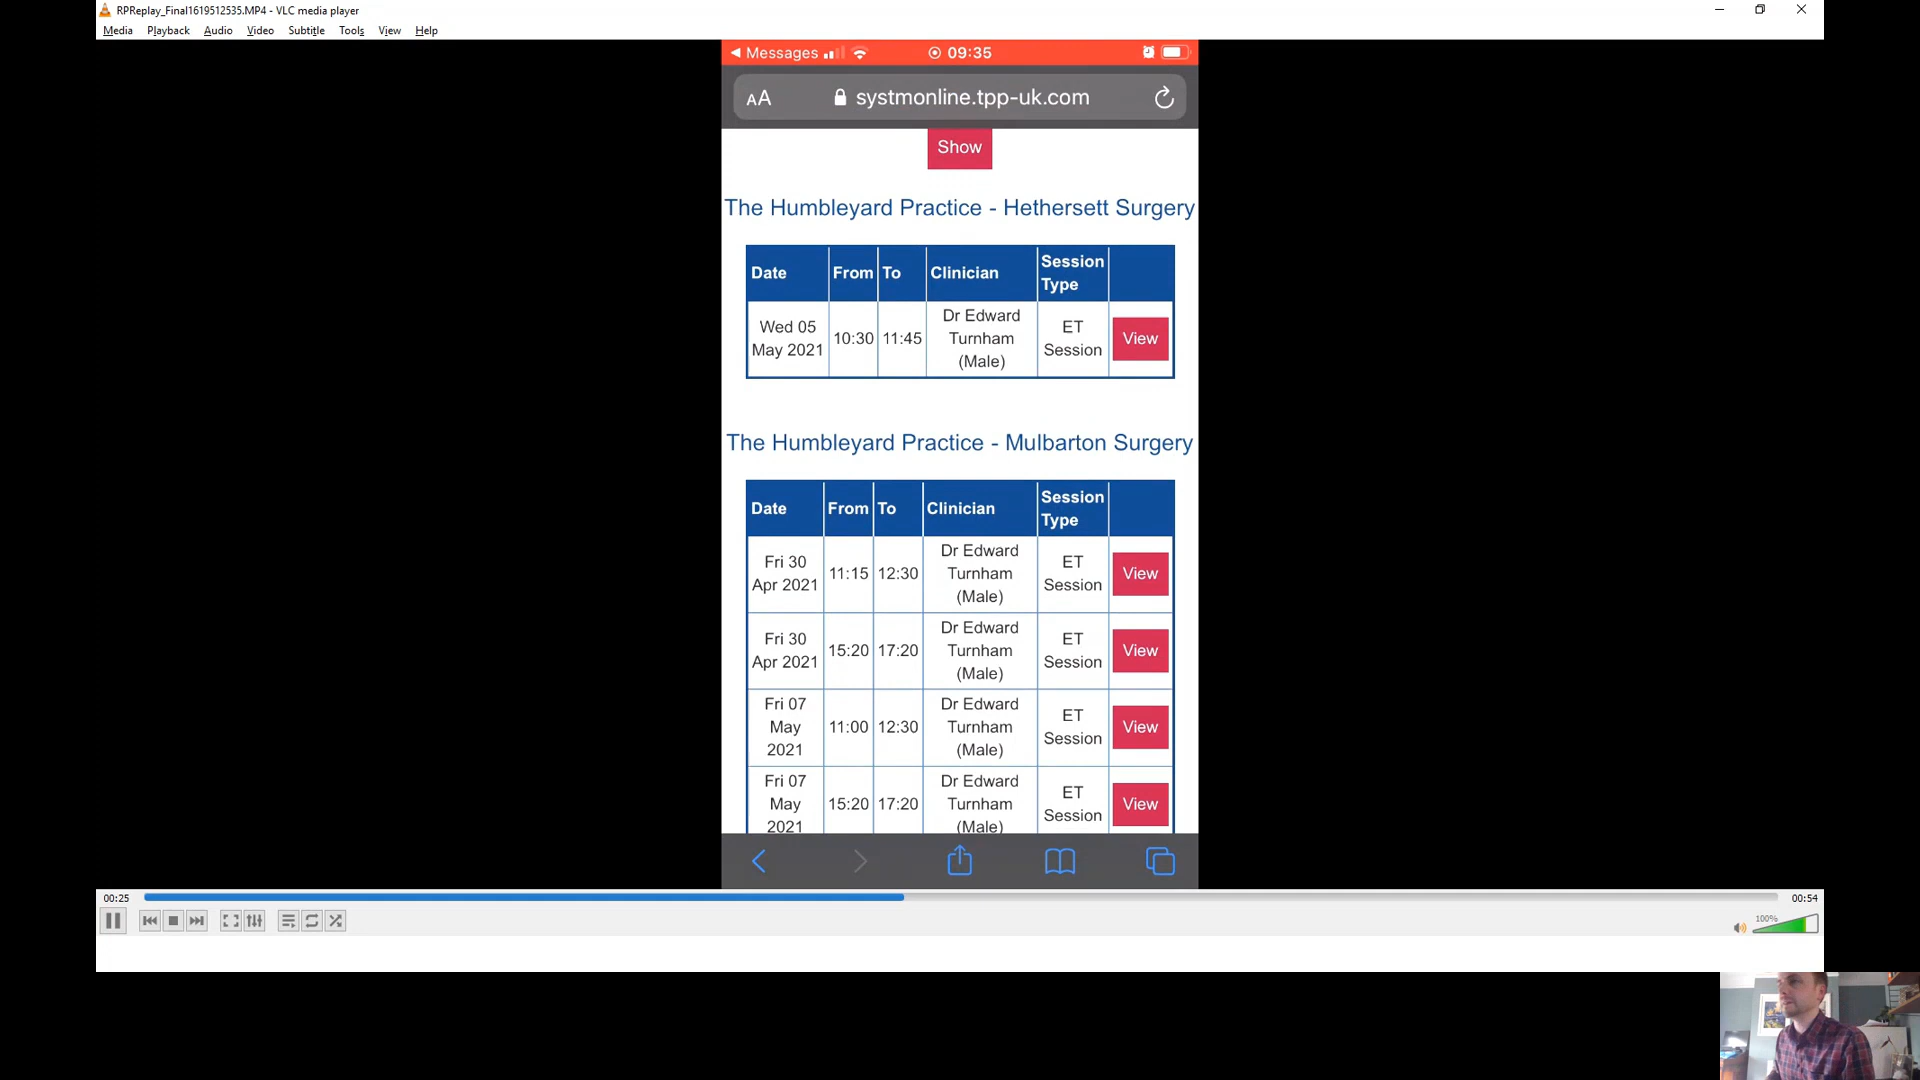 RPReplay_Final1619512535.MP4 - VLC media player
Media Playback Audio Video Subtitle Tools View Help
Messages 09:35
AA systmonline.tpp-uk.com
Show
The Humbleyard Practice - Hethersett Surgery
Date From To Clinician Session Type
Wed 05 May 2021 10:30 11:45 Dr Edward Turnham (Male) ET Session View
The Humbleyard Practice - Mulbarton Surgery
Date From To Clinician Session Type
Fri 30 Apr 2021 11:15 12:30 Dr Edward Turnham (Male) ET Session View
Fri 30 Apr 2021 15:20 17:20 Dr Edward Turnham (Male) ET Session View
Fri 07 May 2021 11:00 12:30 Dr Edward Turnham (Male) ET Session View
Fri 07 May 2021 15:20 17:20 Dr Edward Turnham (Male) ET Session View
00:25 00:54
100%